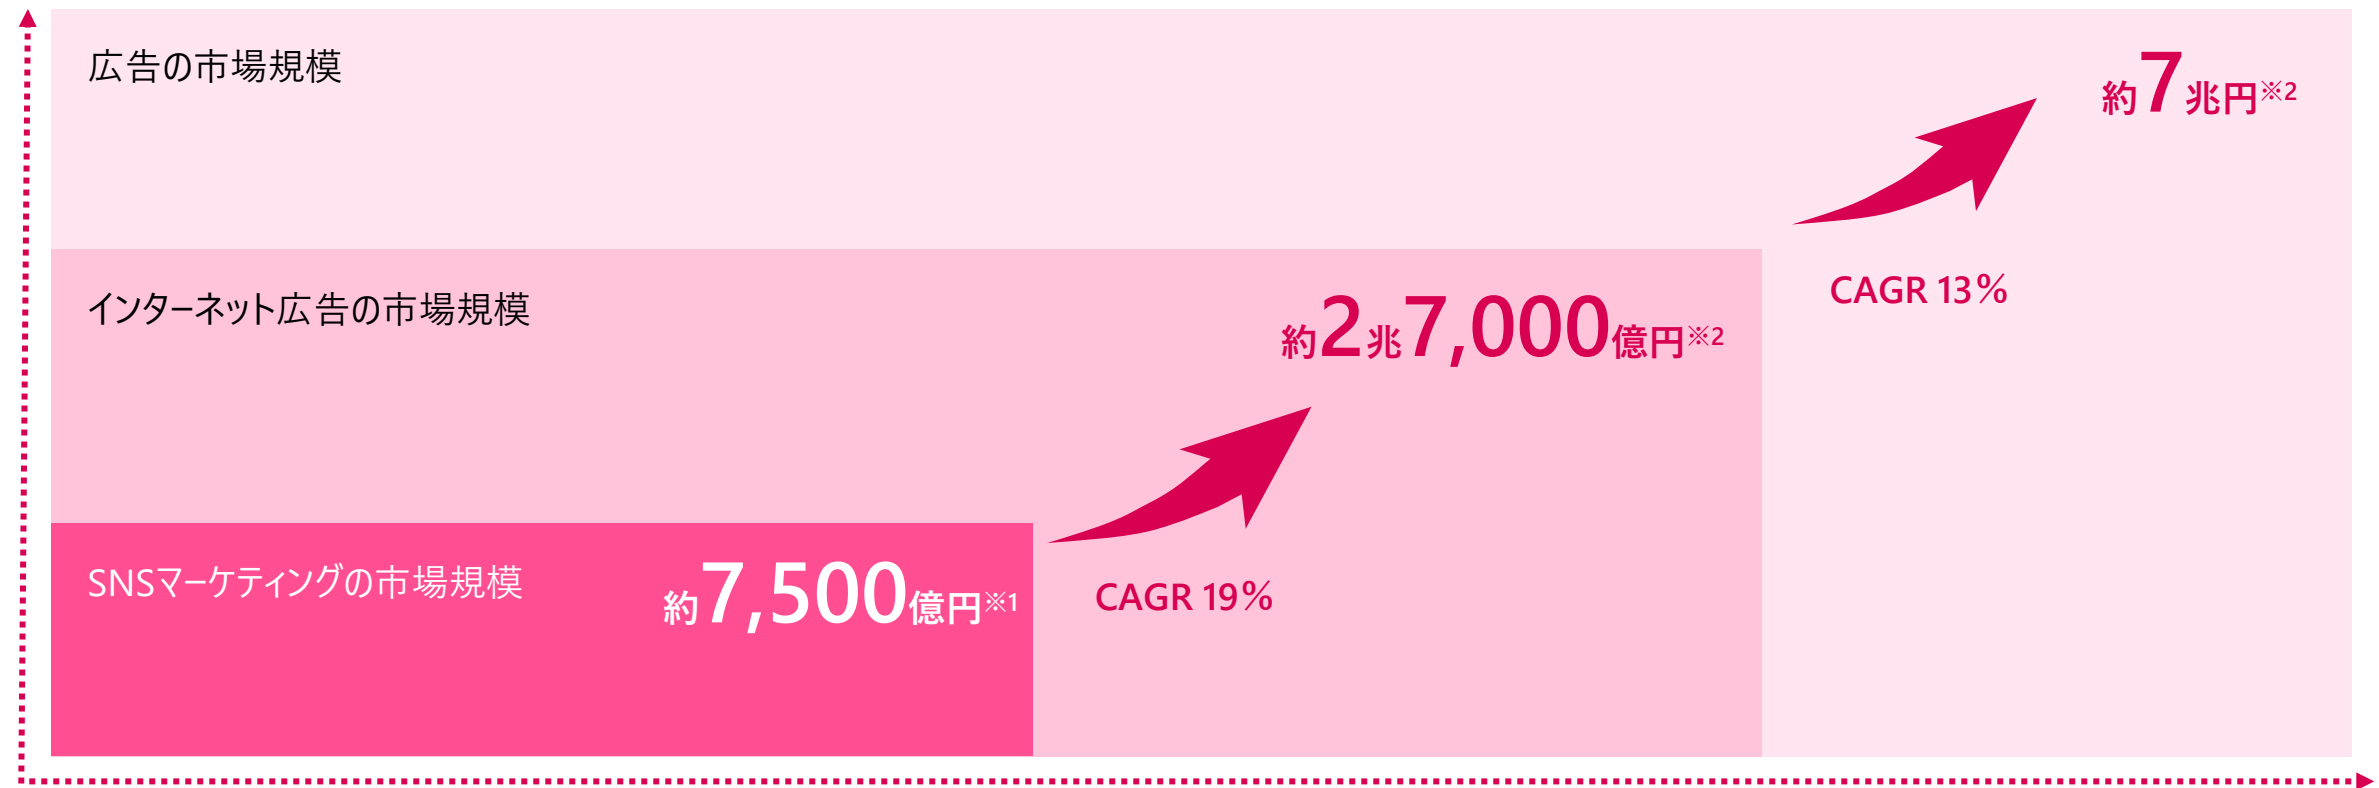 広告の市場規模
約7兆円※2
CAGR 13%
インターネット広告の市場規模
約2兆7,000億円※2
CAGR 19%
SNSマーケティングの市場規模
約7,500億円※1